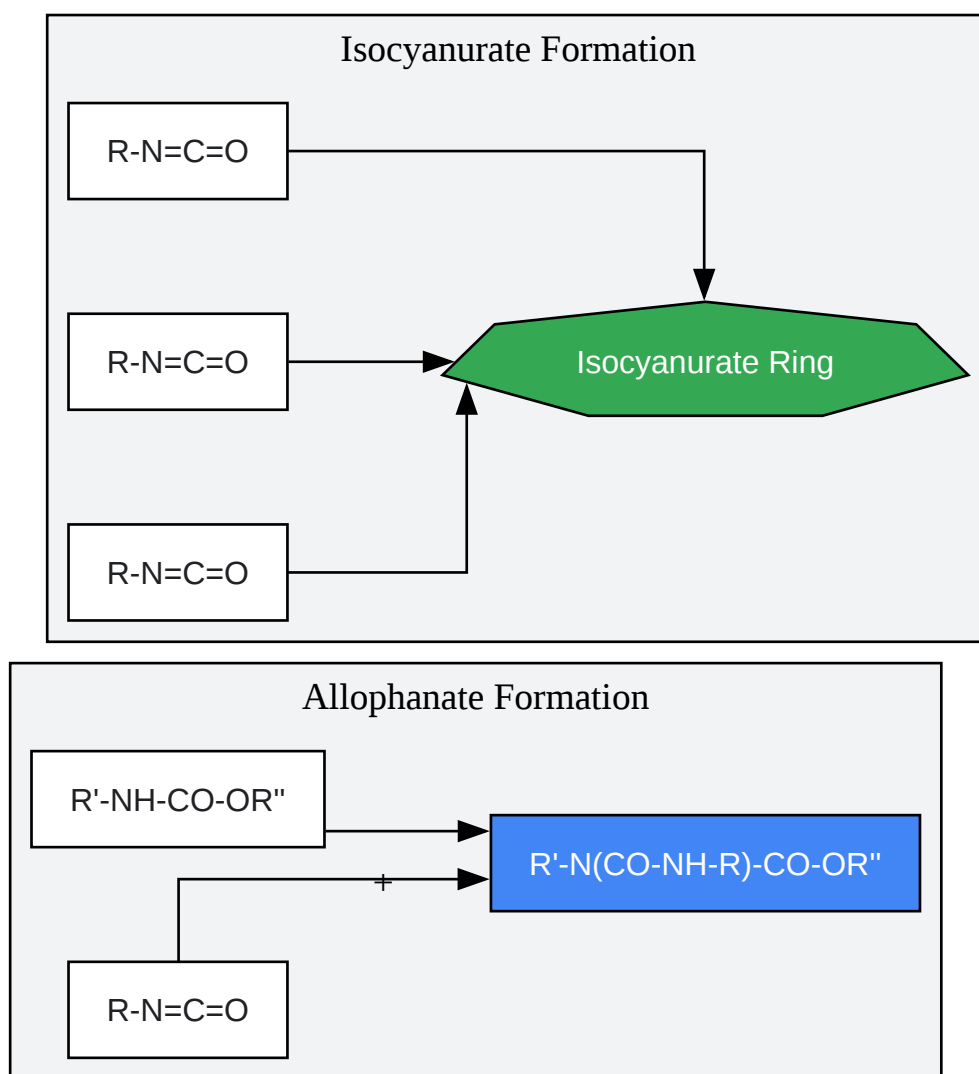 Isocyanurate Formation
R-N=C=O
R-N=C=O
Isocyanurate Ring
R-N=C=O
Allophanate Formation
R'-NH-CO-OR"
R'-N(CO-NH-R)-CO-OR"
+
R-N=C=O